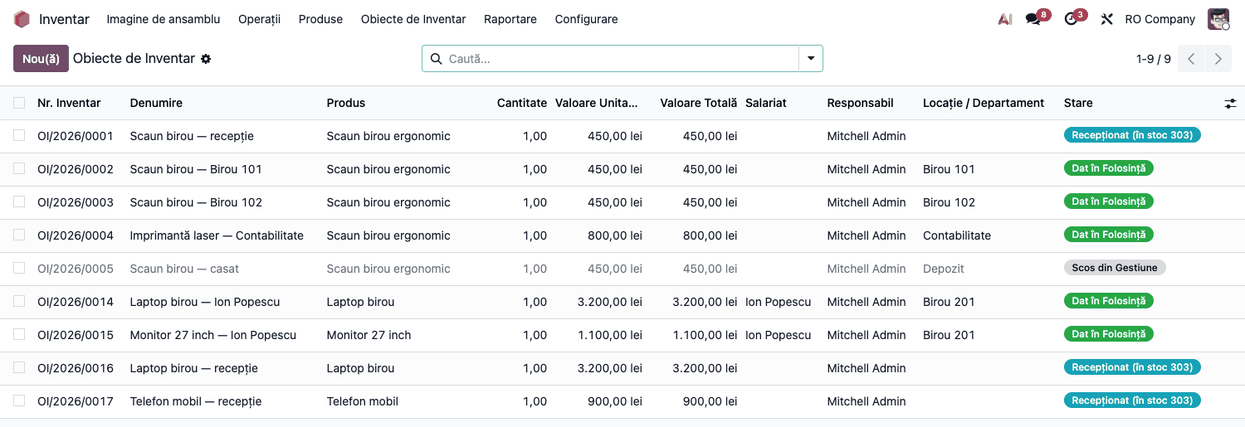 Inventar Imagine de ansamblu Operații Produse Obiecte de Inventar Raportare Configurare AI 8 3 RO Company
Nou(ă) Obiecte de Inventar Caută... 1-9 / 9
Nr. Inventar Denumire Produs Cantitate Valoare Unita... Valoare Totală Salariat Responsabil Locație / Departament Stare
OI/2026/0001 Scaun birou — recepție Scaun birou ergonomic 1,00 450,00 lei 450,00 lei Mitchell Admin Recepționat (în stoc 303)
OI/2026/0002 Scaun birou — Birou 101 Scaun birou ergonomic 1,00 450,00 lei 450,00 lei Mitchell Admin Birou 101 Dat în Folosință
OI/2026/0003 Scaun birou — Birou 102 Scaun birou ergonomic 1,00 450,00 lei 450,00 lei Mitchell Admin Birou 102 Dat în Folosință
OI/2026/0004 Imprimantă laser — Contabilitate Scaun birou ergonomic 1,00 800,00 lei 800,00 lei Mitchell Admin Contabilitate Dat în Folosință
OI/2026/0005 Scaun birou — casat Scaun birou ergonomic 1,00 450,00 lei 450,00 lei Mitchell Admin Depozit Scos din Gestiune
OI/2026/0014 Laptop birou — Ion Popescu Laptop birou 1,00 3.200,00 lei 3.200,00 lei Ion Popescu Mitchell Admin Birou 201 Dat în Folosință
OI/2026/0015 Monitor 27 inch — Ion Popescu Monitor 27 inch 1,00 1.100,00 lei 1.100,00 lei Ion Popescu Mitchell Admin Birou 201 Dat în Folosință
OI/2026/0016 Laptop birou — recepție Laptop birou 1,00 3.200,00 lei 3.200,00 lei Mitchell Admin Recepționat (în stoc 303)
OI/2026/0017 Telefon mobil — recepție Telefon mobil 1,00 900,00 lei 900,00 lei Mitchell Admin Recepționat (în stoc 303)